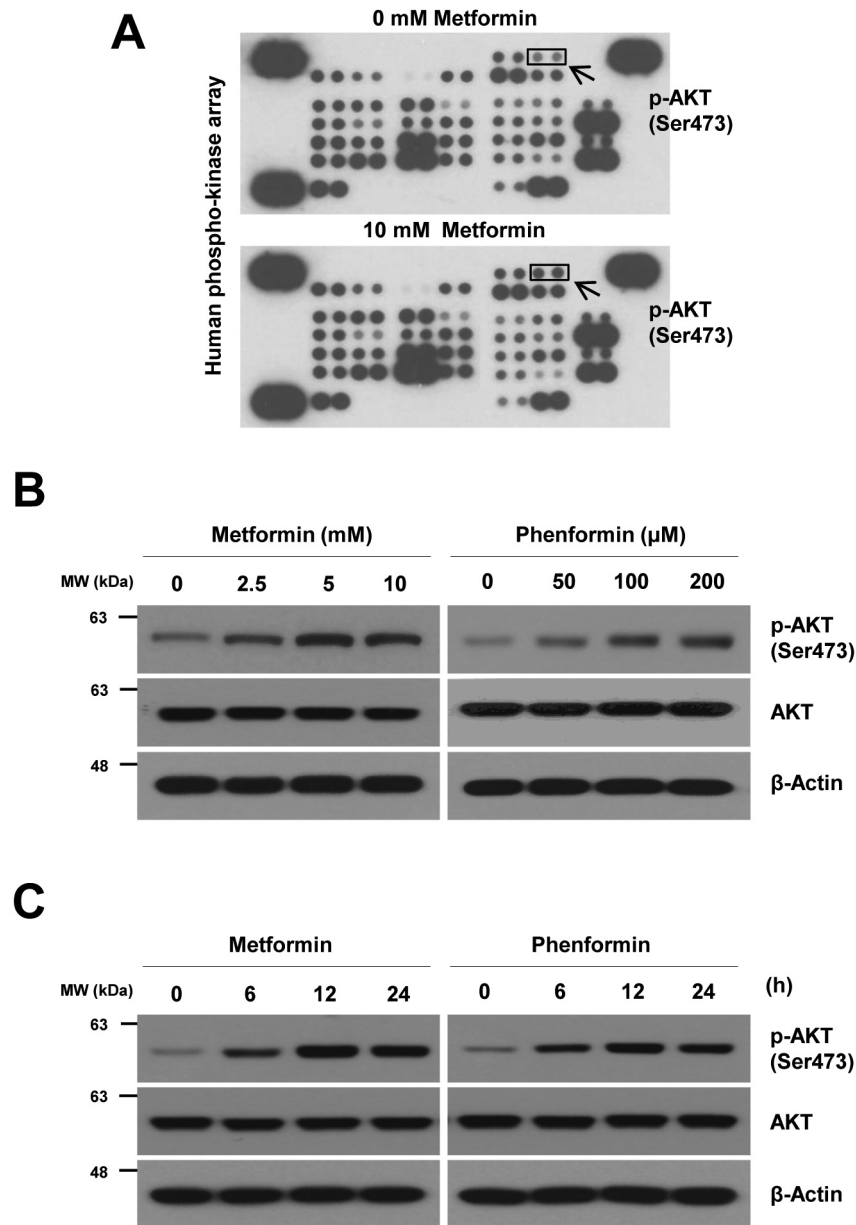 A
0 mM Metformin
Human phospho-kinase array
p-AKT
(Ser473)
10 mM Metformin
p-AKT
(Ser473)
B
Metformin (mM) Phenformin (μM)
MW (kDa) 0 2.5 5 10 0 50 100 200
63
p-AKT
(Ser473)
63
AKT
48
β-Actin
C
Metformin Phenformin
MW (kDa) 0 6 12 24 0 6 12 24 (h)
63
p-AKT
(Ser473)
63
AKT
48
β-Actin